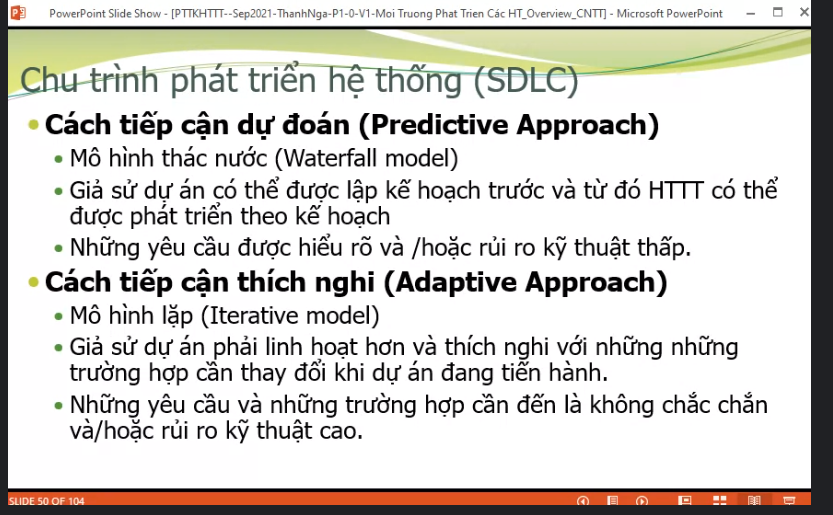 PowerPoint Slide Show - [PTTKHTTT--Sep2021-ThanhNga-P1-0-V1-Moi Truong Phat Trien Các HT_Overview_CNTT] - Microsoft PowerPoint
Chu trình phát triển hệ thống (SDLC)
Cách tiếp cận dự đoán (Predictive Approach)
Mô hình thác nước (Waterfall model)
Giả sử dự án có thể được lập kế hoạch trước và từ đó HTTT có thể
được phát triển theo kế hoạch
Những yêu cầu được hiểu rõ và /hoặc rủi ro kỹ thuật thấp.
Cách tiếp cận thích nghi (Adaptive Approach)
Mô hình lặp (Iterative model)
Giả sử dự án phải linh hoạt hơn và thích nghi với những những
trường hợp cần thay đổi khi dự án đang tiến hành.
Những yêu cầu và những trường hợp cần đến là không chắc chắn
và/hoặc rủi ro kỹ thuật cao.
SLIDE 50 OF 104